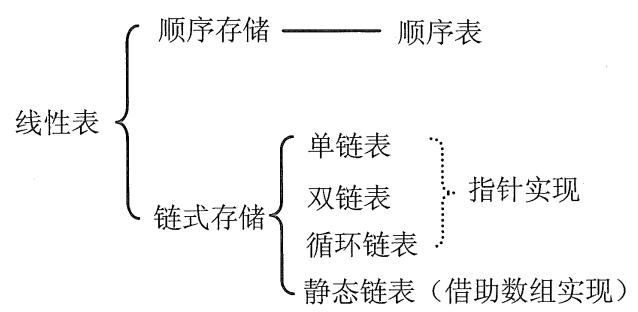 顺序存储 顺序表
线性表
单链表
双链表
指针实现
链式存储
循环链表
静态链表（借助数组实现）